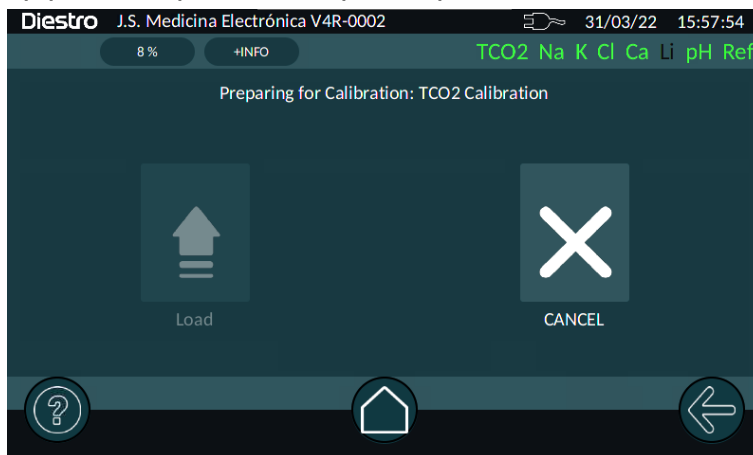 Diestro J.S. Medicina Electrónica V4R-0002 31/03/22 15:57:54
8 % +INFO TCO2 Na K Cl Ca Li pH Ref
Preparing for Calibration: TCO2 Calibration
Load CANCEL
?